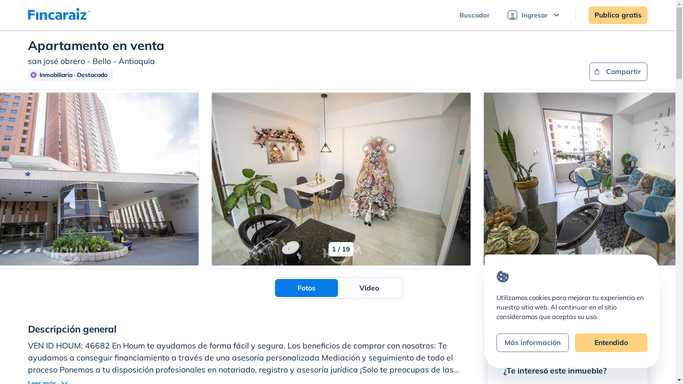 Fincaraiz
Buscador
Ingresar
Publica gratis
Apartamento en venta
san josé obrero - Bello - Antioquia
Inmobiliaria · Destacado
Compartir
1 / 19
Fotos
Video
Utilizamos cookies para mejorar tu experiencia en
nuestro sitio web. Al continuar en el sitio
consideramos que aceptas su uso.
Más información
Entendido
Descripción general
VEN ID HOUM: 46682 En Houm te ayudamos de forma fácil y segura. Los beneficios de comprar con nosotros: Te
ayudamos a conseguir financiamiento a través de una asesoría personalizada Mediación y seguimiento de todo el
proceso Ponemos a tu disposición profesionales en notariado, registro y asesoría jurídica ¡Solo te preocupas de las...
Leer más
¿Te interesó este inmueble?